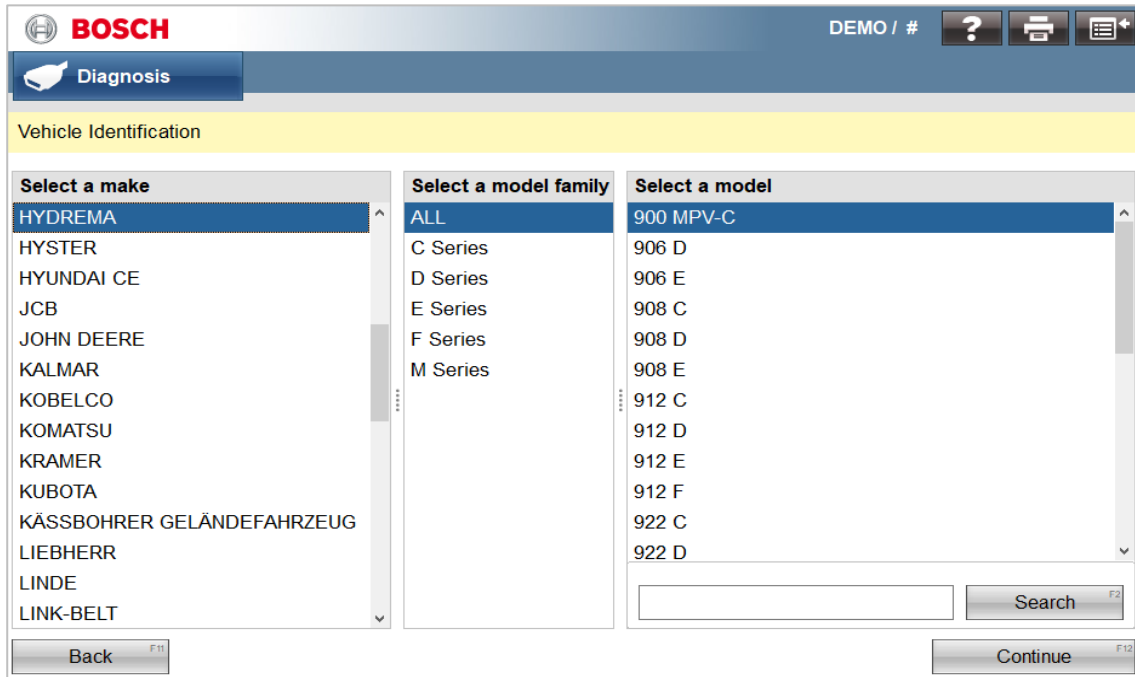 BOSCH
DEMO / #
?
Diagnosis
Vehicle Identification
Select a make
HYDREMA
HYSTER
HYUNDAI CE
JCB
JOHN DEERE
KALMAR
KOBELCO
KOMATSU
KRAMER
KUBOTA
KÄSSBOHRER GELÄNDEFAHRZEUG
LIEBHERR
LINDE
LINK-BELT
Select a model family
ALL
C Series
D Series
E Series
F Series
M Series
Select a model
900 MPV-C
906 D
906 E
908 C
908 D
908 E
912 C
912 D
912 E
912 F
922 C
922 D
Search F2
Back F11
Continue F12